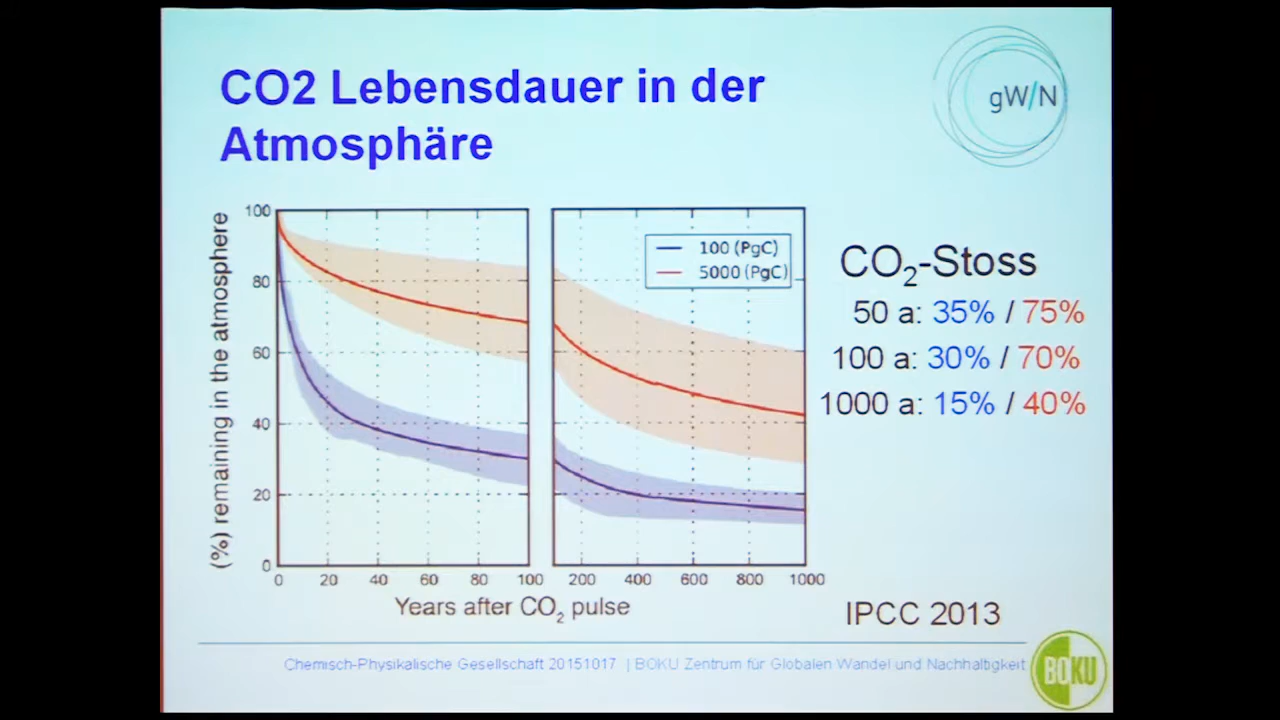 CO2 Lebensdauer in der
Atmosphäre
gW/N
(%) remaining in the atmosphere
100
80
60
40
20
0
0 20 40 60 80 100
200 400 600 800 1000
100 (PgC)
5000 (PgC)
Years after CO₂ pulse
CO₂-Stoss
50 a: 35% / 75%
100 a: 30% / 70%
1000 a: 15% / 40%
IPCC 2013
Chemisch-Physikalische Gesellschaft 20151017 | BOKU Zentrum für Globalen Wandel und Nachhaltigkeit
BOKU